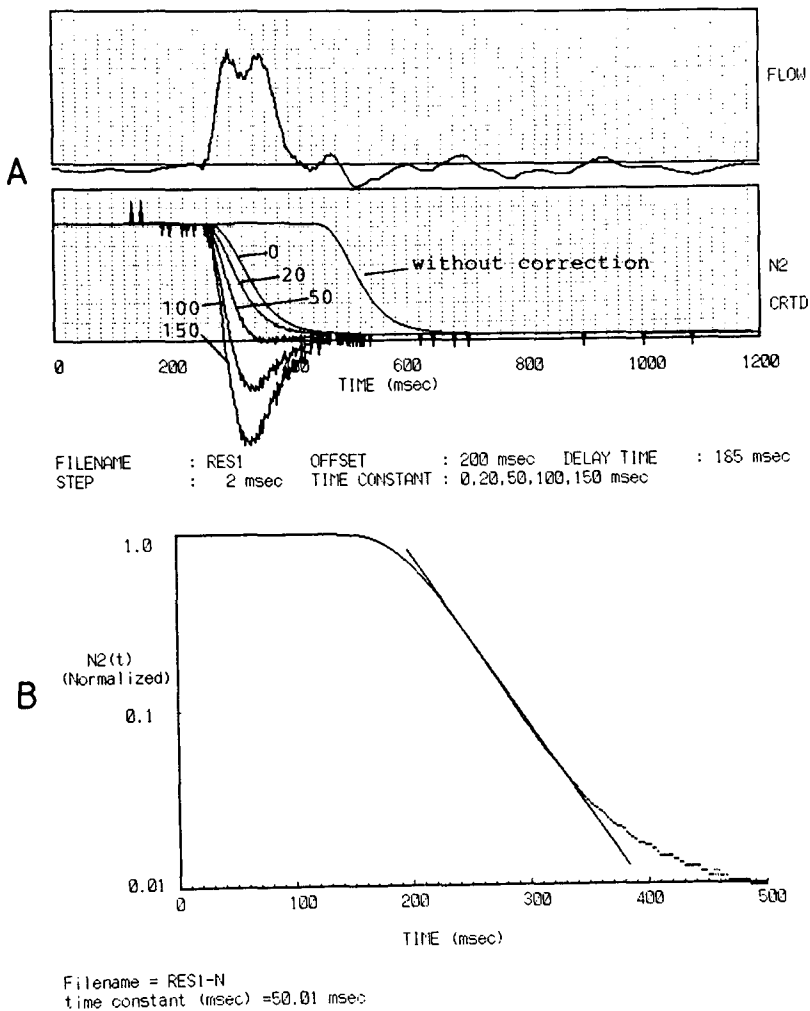 FLOW
A
0
20
50
100
150
without correction
N2
CRTD
0 200 400 600 800 1000 1200
TIME (msec)
FILENAME : RES1 OFFSET : 200 msec DELAY TIME : 185 msec
STEP : 2 msec TIME CONSTANT : 0,20,50,100,150 msec
B
1.0
N2(t)
(Normalized)
0.1
0.01
0 100 200 300 400 500
TIME (msec)
Filename = RES1-N
time constant (msec) =50.01 msec